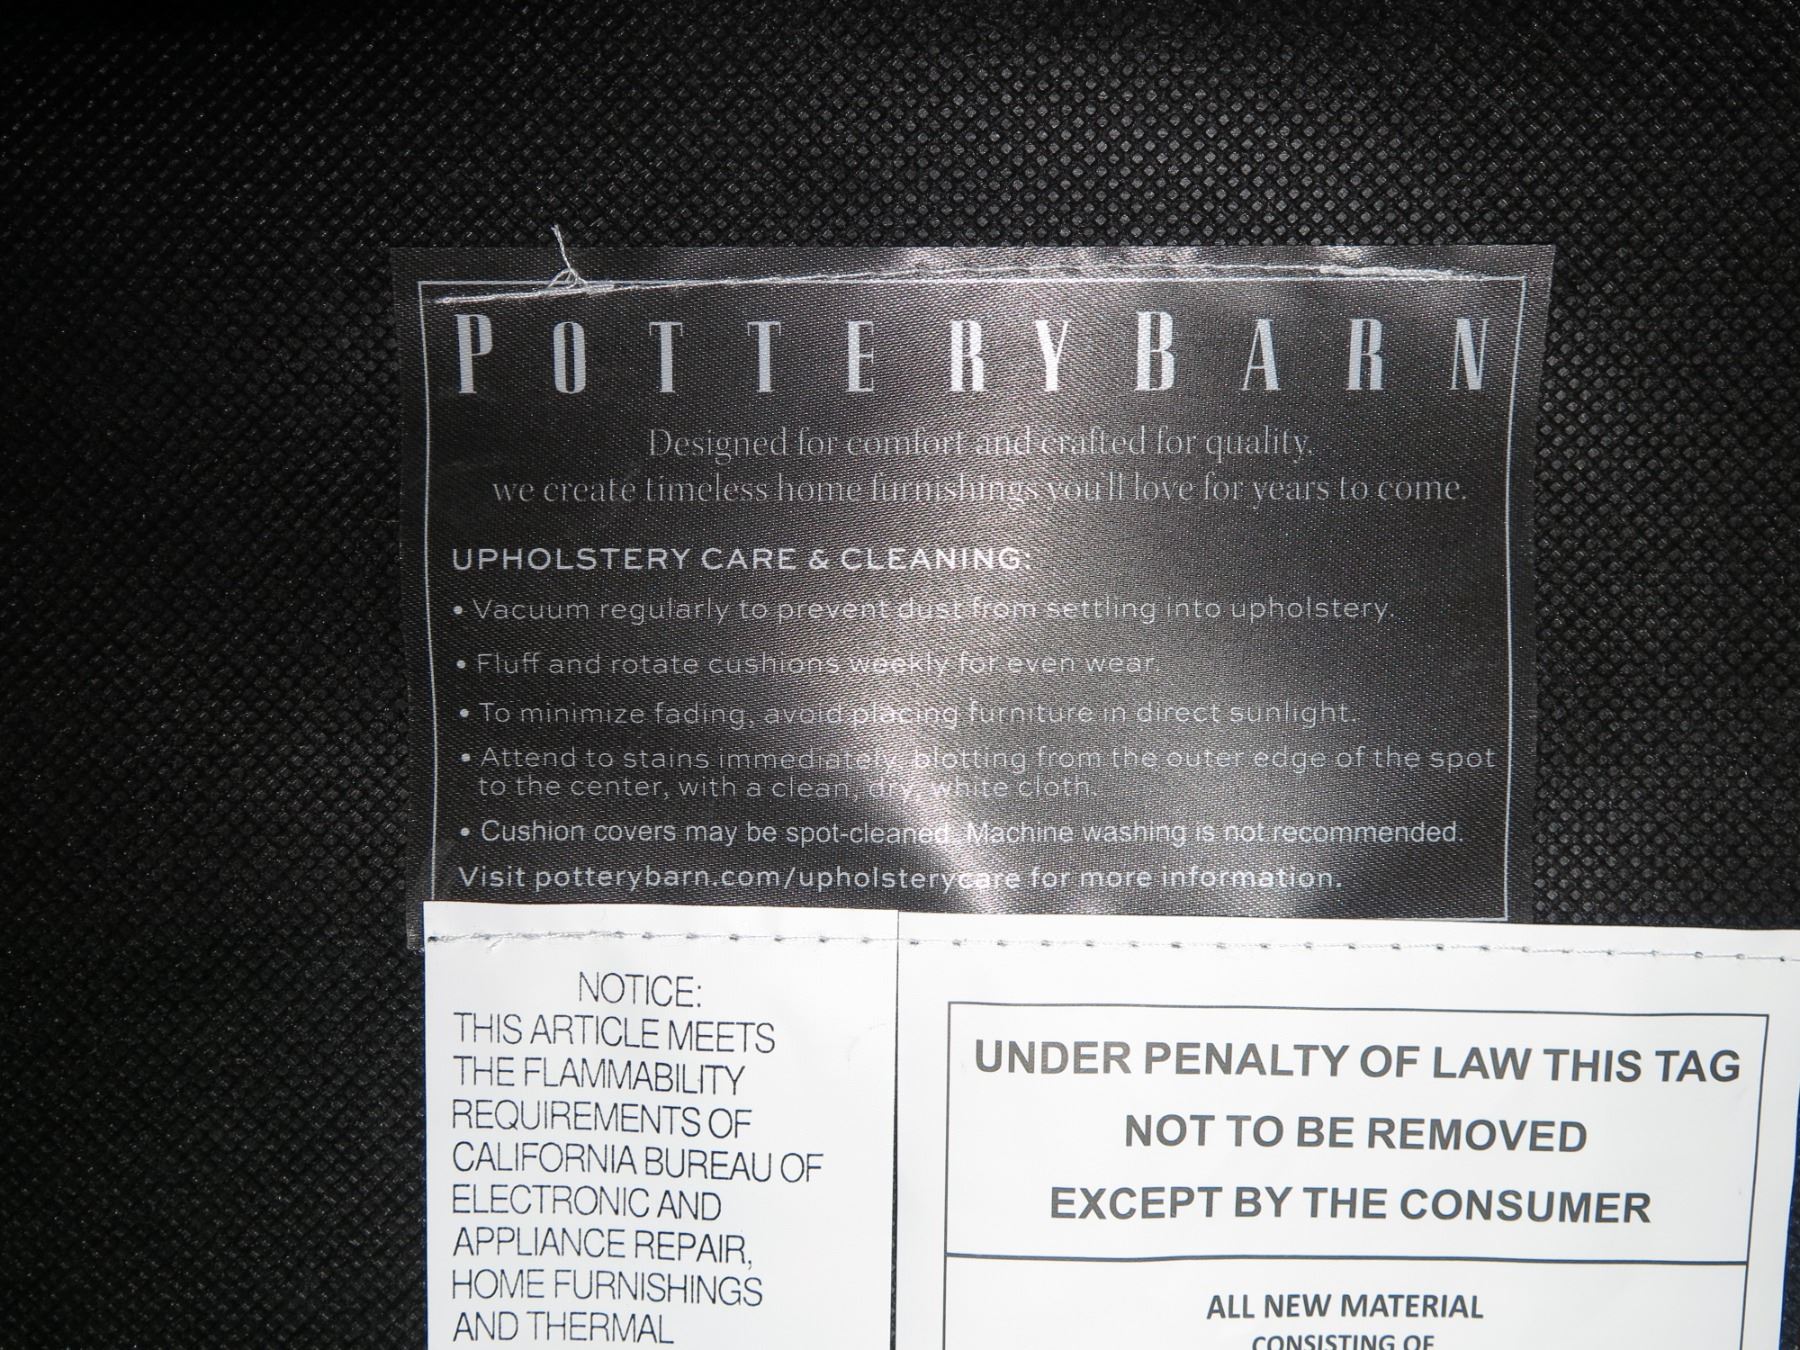 POTTERYBARN
Designed for comfort and crafted for quality,
we create timeless home furnishings you'll love for years to come.
UPHOLSTERY CARE & CLEANING:
• Vacuum regularly to prevent dust from settling into upholstery.
• Fluff and rotate cushions weekly for even wear.
• To minimize fading, avoid placing furniture in direct sunlight.
• Attend to stains immediately, blotting from the outer edge of the spot
to the center, with a clean, dry, white cloth.
• Cushion covers may be spot-cleaned. Machine washing is not recommended.
Visit potterybarn.com/upholsterycare for more information.
NOTICE:
THIS ARTICLE MEETS
THE FLAMMABILITY
REQUIREMENTS OF
CALIFORNIA BUREAU OF
ELECTRONIC AND
APPLIANCE REPAIR,
HOME FURNISHINGS
AND THERMAL
UNDER PENALTY OF LAW THIS TAG
NOT TO BE REMOVED
EXCEPT BY THE CONSUMER
ALL NEW MATERIAL
CONSISTING OF